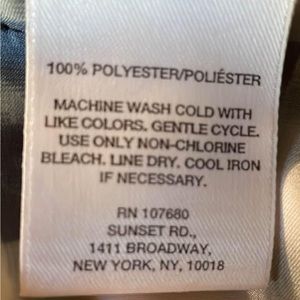 100% POLYESTER/POLIÉSTER
MACHINE WASH COLD WITH
LIKE COLORS. GENTLE CYCLE.
USE ONLY NON-CHLORINE
BLEACH. LINE DRY. COOL IRON
IF NECESSARY.
RN 107680
SUNSET RD.,
1411 BROADWAY,
NEW YORK, NY, 10018